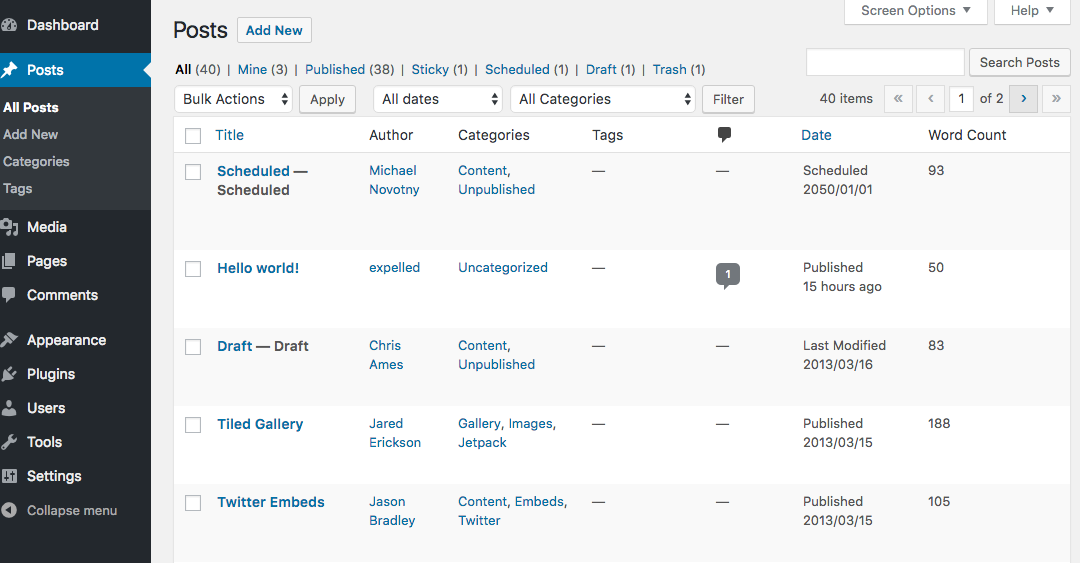 Dashboard
Posts
All Posts
Add New
Categories
Tags
Media
Pages
Comments
Appearance
Plugins
Users
Tools
Settings
Collapse menu
Screen Options ▼ Help ▼
Posts Add New
All (40) | Mine (3) | Published (38) | Sticky (1) | Scheduled (1) | Draft (1) | Trash (1)
Search Posts
Bulk Actions Apply All dates All Categories Filter 40 items « ‹ 1 of 2 › »
Title Author Categories Tags Date Word Count
Scheduled — Michael Content, — — Scheduled 93
Scheduled Novotny Unpublished 2050/01/01
Hello world! expelled Uncategorized — 1 Published 50
15 hours ago
Draft — Draft Chris Content, — — Last Modified 83
Ames Unpublished 2013/03/16
Tiled Gallery Jared Gallery, Images, — — Published 188
Erickson Jetpack 2013/03/15
Twitter Embeds Jason Content, Embeds, — — Published 105
Bradley Twitter 2013/03/15